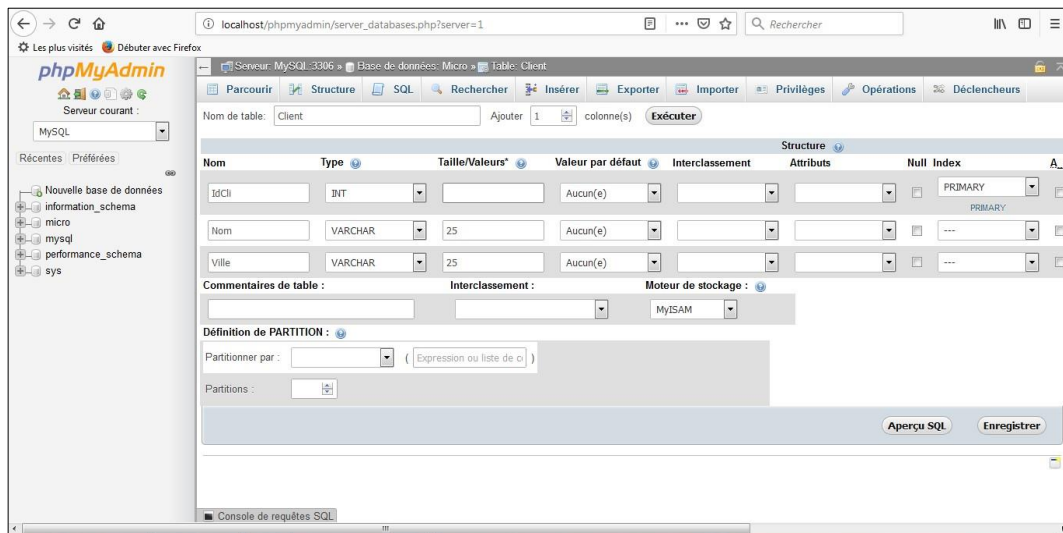 localhost/phpmyadmin/server_databases.php?server=1
Rechercher
Les plus visités Débuter avec Firefox
phpMyAdmin
Serveur courant :
MySQL
Récentes Préférées
Nouvelle base de données
information_schema
micro
mysql
performance_schema
sys
Serveur: MySQL:3306 » Base de données: Micro » Table: Client
Parcourir Structure SQL Rechercher Insérer Exporter Importer Privilèges Opérations Déclencheurs
Nom de table: Client Ajouter 1 colonne(s) Exécuter
Structure
Nom Type Taille/Valeurs* Valeur par défaut Interclassement Attributs Null Index A_
IdCli INT Aucun(e) PRIMARY
PRIMARY
Nom VARCHAR 25 Aucun(e) ---
Ville VARCHAR 25 Aucun(e) ---
Commentaires de table : Interclassement : Moteur de stockage :
MyISAM
Définition de PARTITION :
Partitionner par : ( Expression ou liste de c )
Partitions :
Aperçu SQL Enregistrer
Console de requêtes SQL